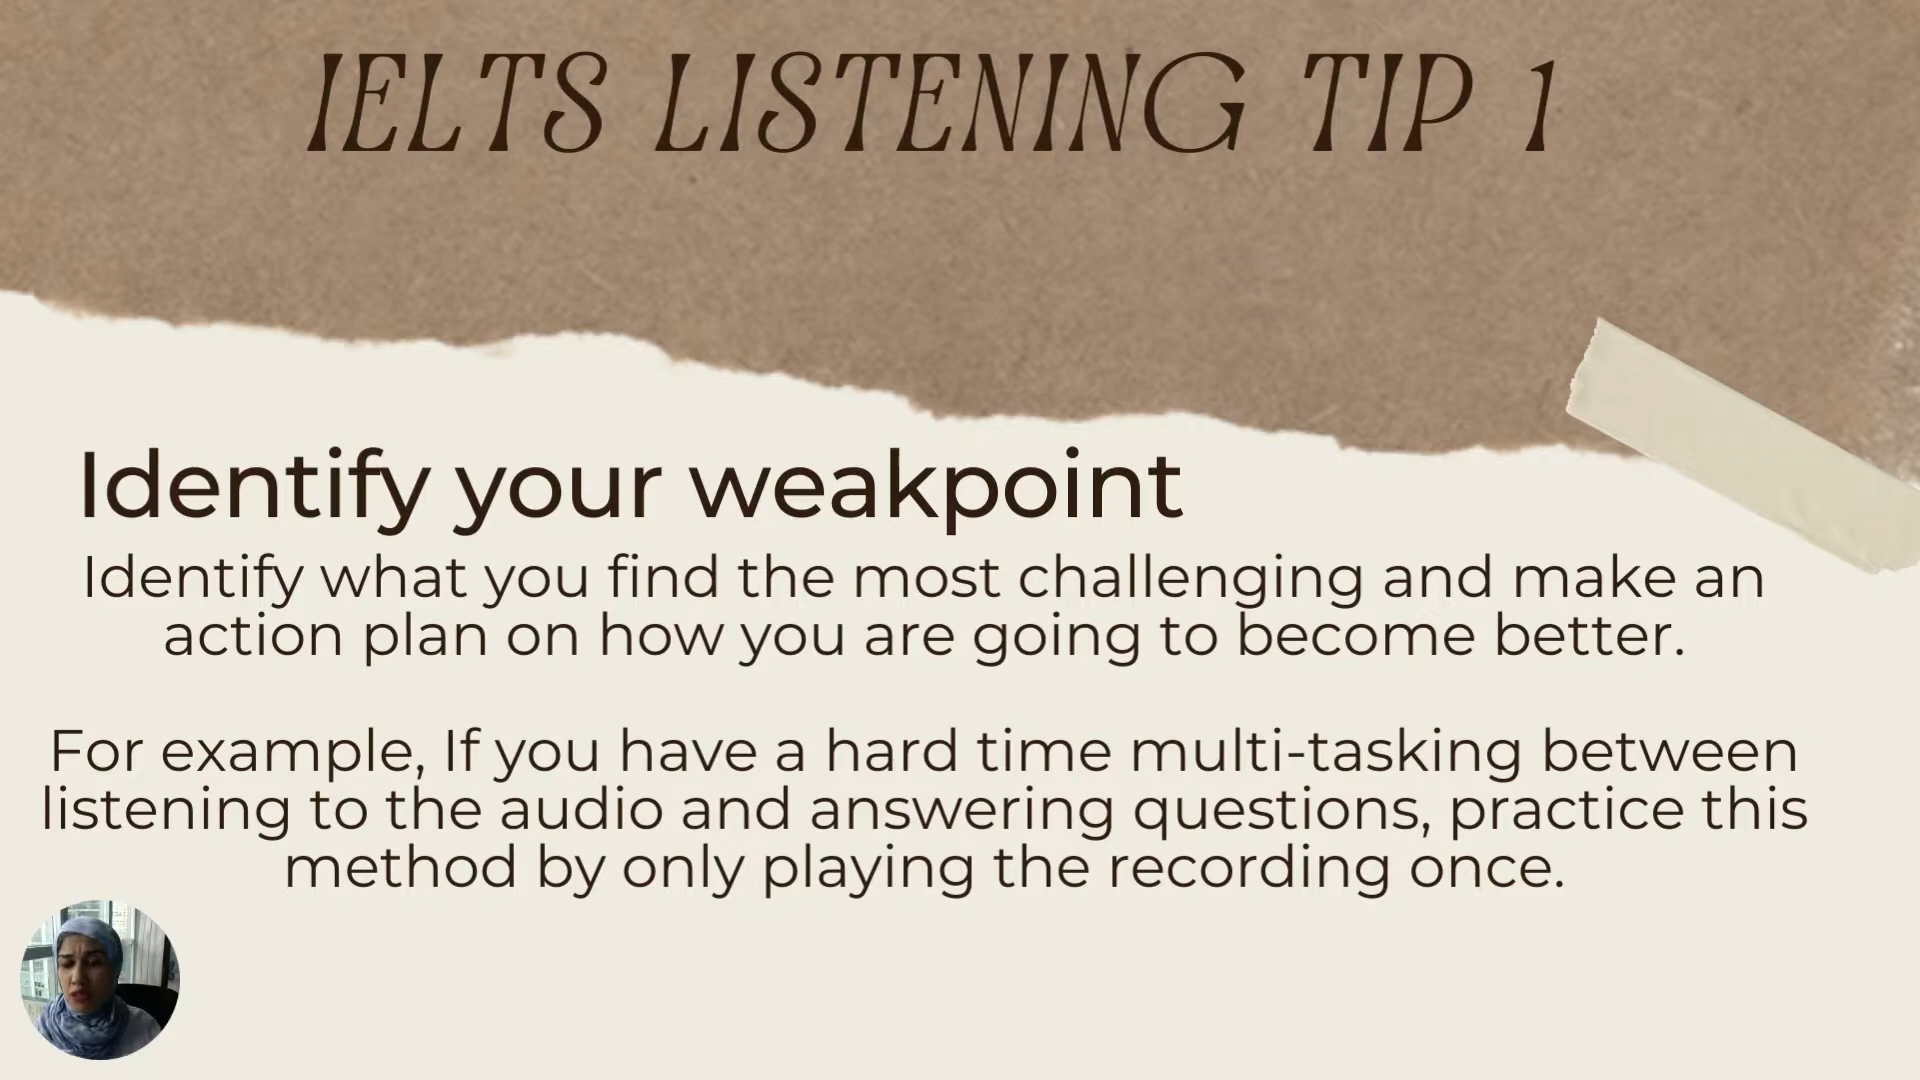 IELTS LISTENING TIP 1
Identify your weakpoint
Identify what you find the most challenging and make an
action plan on how you are going to become better.
For example, If you have a hard time multi-tasking between
listening to the audio and answering questions, practice this
method by only playing the recording once.